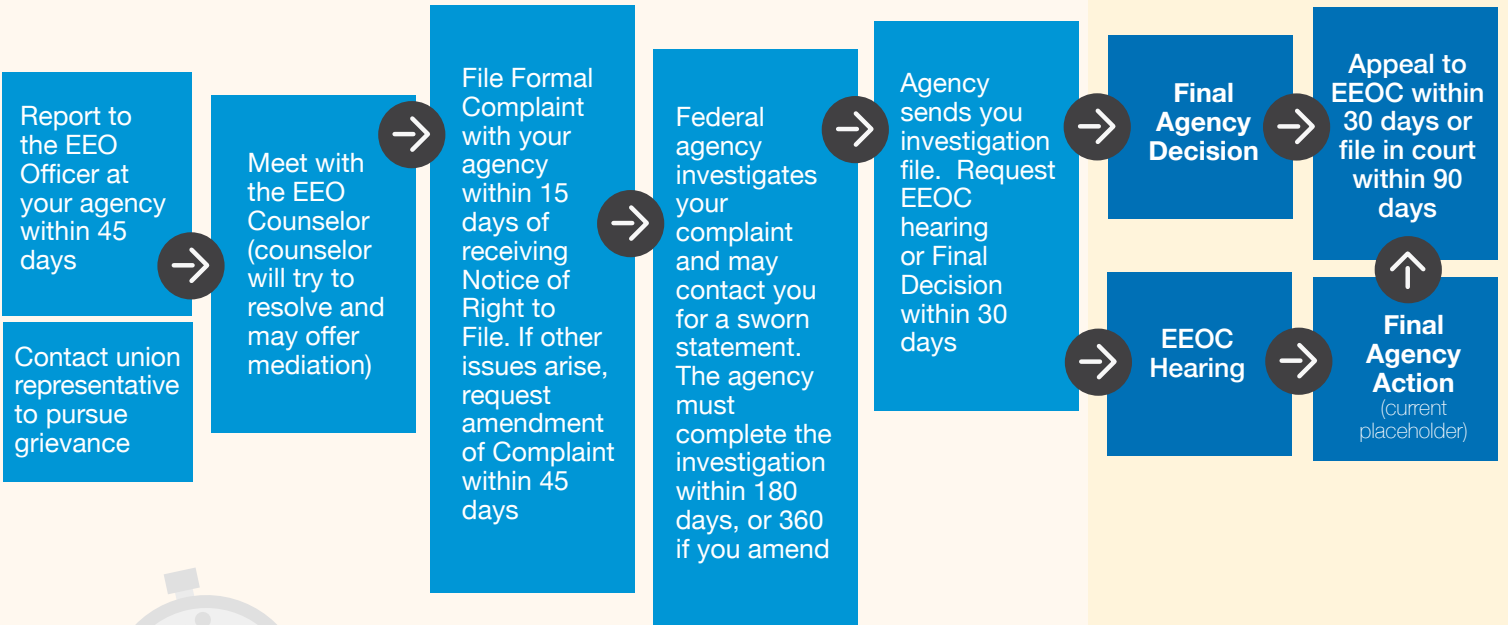 Report to
the EEO
Officer at
your agency
within 45
days
Contact union
representative
to pursue
grievance
Meet with
the EEO
Counselor
(counselor
will try to
resolve and
may offer
mediation)
File Formal
Complaint
with your
agency
within 15
days of
receiving
Notice of
Right to
File. If other
issues arise,
request
amendment
of Complaint
within 45
days
Federal
agency
investigates
your
complaint
and may
contact you
for a sworn
statement.
The agency
must
complete the
investigation
within 180
days, or 360
if you amend
Agency
sends you
investigation
file. Request
EEOC
hearing
or Final
Decision
within 30
days
Final
Agency
Decision
Appeal to
EEOC within
30 days or
file in court
within 90
days
EEOC
Hearing
Final
Agency
Action
(current
placeholder)